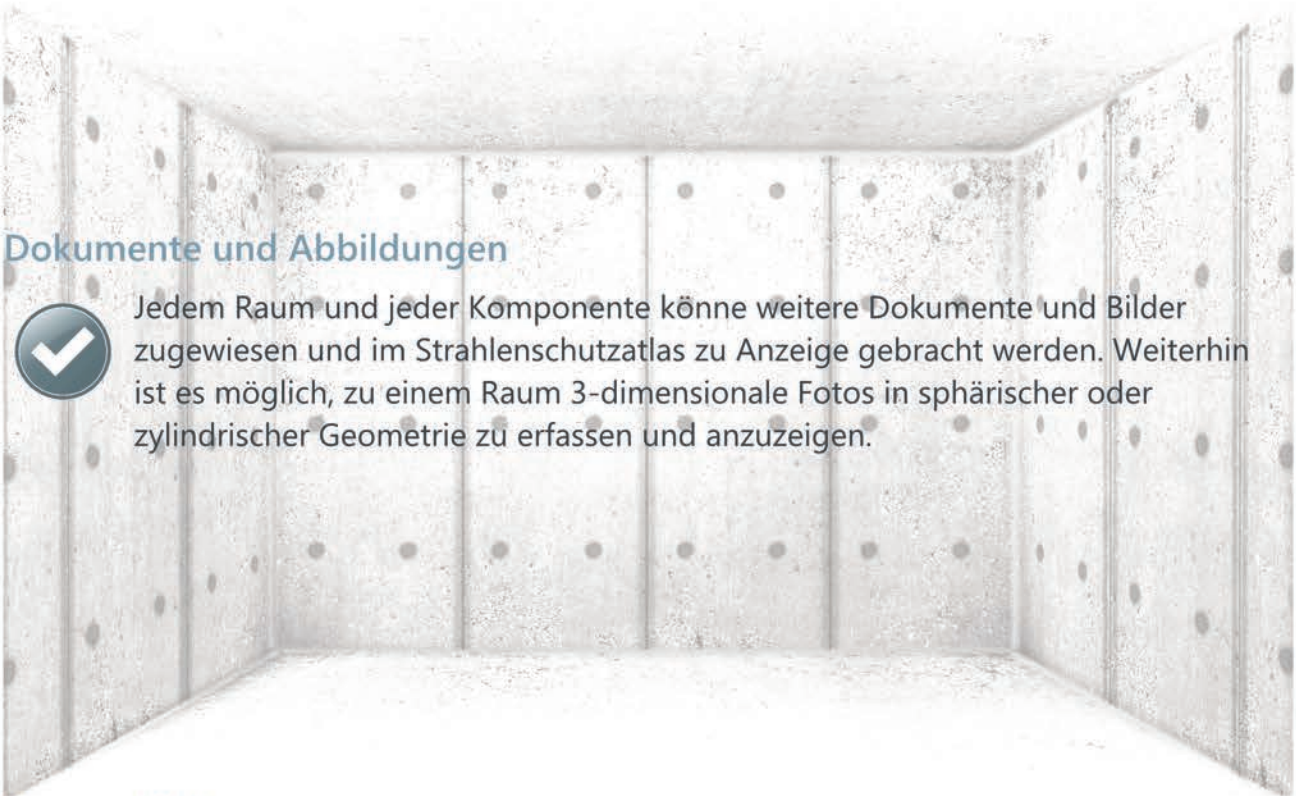 Dokumente und Abbildungen
Jedem Raum und jeder Komponente könne weitere Dokumente und Bilder
zugewiesen und im Strahlenschutzatlas zu Anzeige gebracht werden. Weiterhin
ist es möglich, zu einem Raum 3-dimensionale Fotos in sphärischer oder
zylindrischer Geometrie zu erfassen und anzuzeigen.